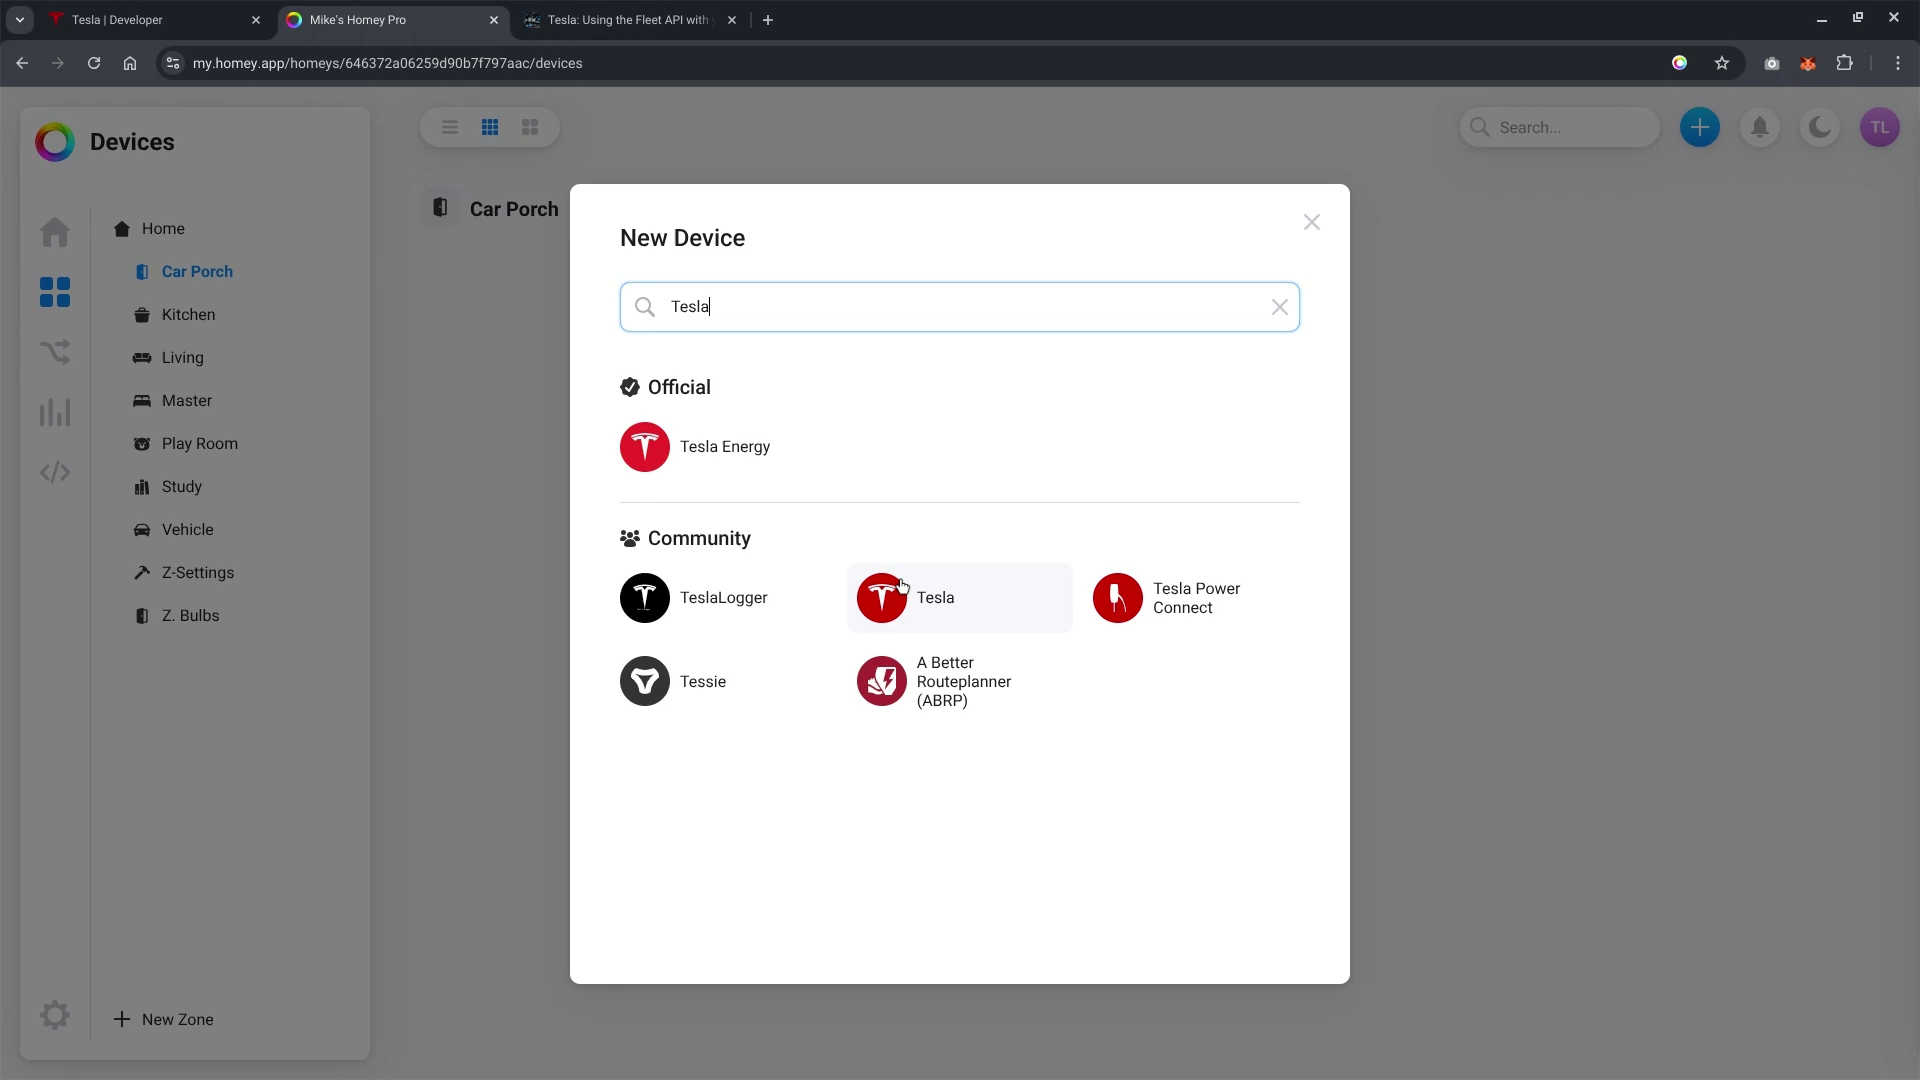 Tesla | Developer
Mike's Homey Pro
Tesla: Using the Fleet API with
my.homey.app/homeys/646372a06259d90b7f797aac/devices
Devices
Search...
TL
Home
Car Porch
Kitchen
Living
Master
Play Room
Study
Vehicle
Z-Settings
Z. Bulbs
New Zone
Car Porch
New Device
Tesla
Official
Tesla Energy
Community
TeslaLogger
Tesla
Tesla Power
Connect
Tessie
A Better
Routeplanner
(ABRP)